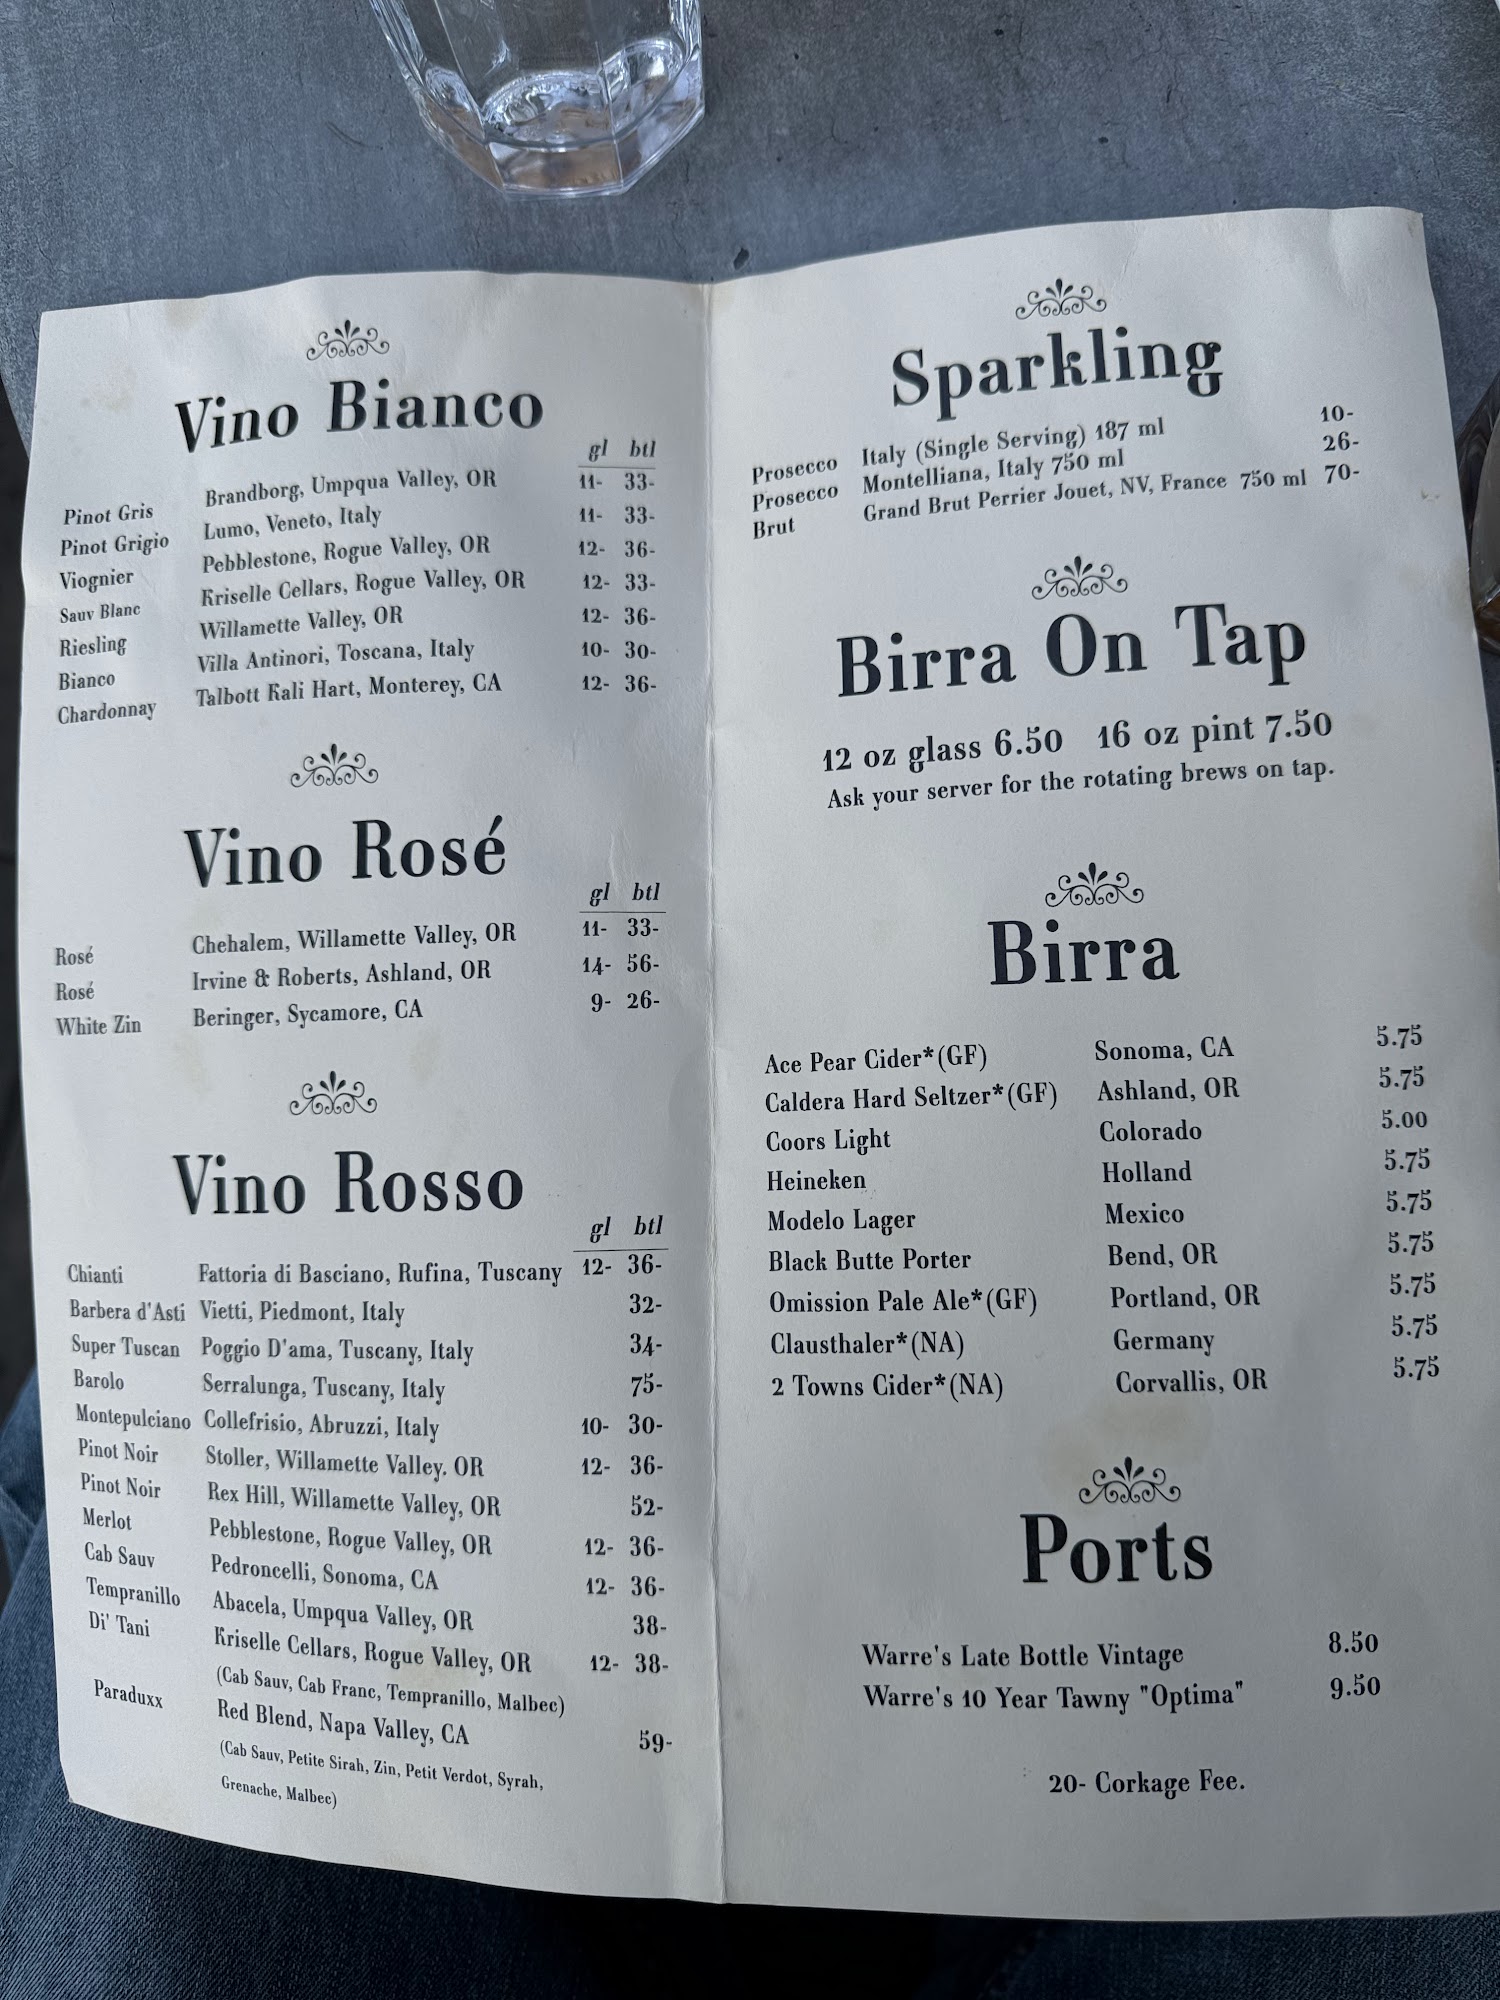 Vino Bianco
gl btl
Pinot Gris Brandborg, Umpqua Valley, OR 11- 33-
Pinot Grigio Lumo, Veneto, Italy 11- 33-
Viognier Pebblestone, Rogue Valley, OR 12- 36-
Sauv Blanc Kriselle Cellars, Rogue Valley, OR 12- 33-
Riesling Willamette Valley, OR 12- 36-
Bianco Villa Antinori, Toscana, Italy 10- 30-
Chardonnay Talbott Kali Hart, Monterey, CA 12- 36-
Vino Rosé
gl btl
Rosé Chehalem, Willamette Valley, OR 11- 33-
Rosé Irvine & Roberts, Ashland, OR 14- 56-
White Zin Beringer, Sycamore, CA 9- 26-
Vino Rosso
gl btl
Chianti Fattoria di Basciano, Rufina, Tuscany 12- 36-
Barbera d'Asti Vietti, Piedmont, Italy 32-
Super Tuscan Poggio D'ama, Tuscany, Italy 34-
Barolo Serralunga, Tuscany, Italy 75-
Montepulciano Collefrisio, Abruzzi, Italy 10- 30-
Pinot Noir Stoller, Willamette Valley. OR 12- 36-
Pinot Noir Rex Hill, Willamette Valley, OR 52-
Merlot Pebblestone, Rogue Valley, OR 12- 36-
Cab Sauv Pedroncelli, Sonoma, CA 12- 36-
Tempranillo Abacela, Umpqua Valley, OR 38-
Di' Tani Kriselle Cellars, Rogue Valley, OR 12- 38-
(Cab Sauv, Cab Franc, Tempranillo, Malbec)
Paraduxx Red Blend, Napa Valley, CA 59-
(Cab Sauv, Petite Sirah, Zin, Petit Verdot, Syrah,
Grenache, Malbec)
Sparkling
Prosecco Italy (Single Serving) 187 ml 10-
Prosecco Montelliana, Italy 750 ml 26-
Brut Grand Brut Perrier Jouet, NV, France 750 ml 70-
Birra On Tap
12 oz glass 6.50 16 oz pint 7.50
Ask your server for the rotating brews on tap.
Birra
Ace Pear Cider*(GF) Sonoma, CA 5.75
Caldera Hard Seltzer*(GF) Ashland, OR 5.75
Coors Light Colorado 5.00
Heineken Holland 5.75
Modelo Lager Mexico 5.75
Black Butte Porter Bend, OR 5.75
Omission Pale Ale*(GF) Portland, OR 5.75
Clausthaler*(NA) Germany 5.75
2 Towns Cider*(NA) Corvallis, OR 5.75
Ports
Warre's Late Bottle Vintage 8.50
Warre's 10 Year Tawny "Optima" 9.50
20- Corkage Fee.